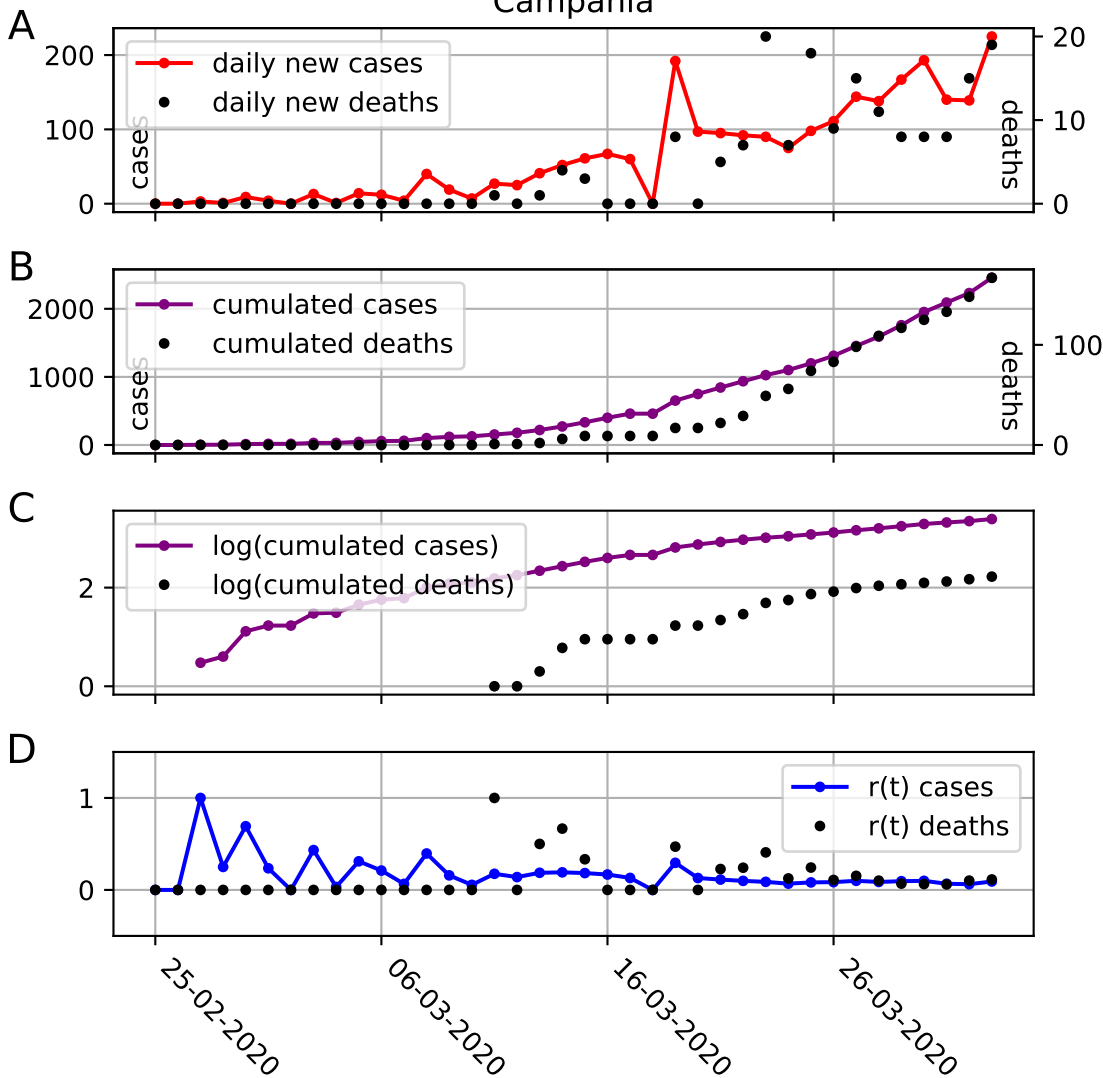 Campania
A
200
100
0
daily new cases
daily new deaths
cases
20
10
0
deaths
B
2000
1000
0
cumulated cases
cumulated deaths
cases
100
0
deaths
C
2
0
log(cumulated cases)
log(cumulated deaths)
D
1
0
r(t) cases
r(t) deaths
25-02-2020
06-03-2020
16-03-2020
26-03-2020